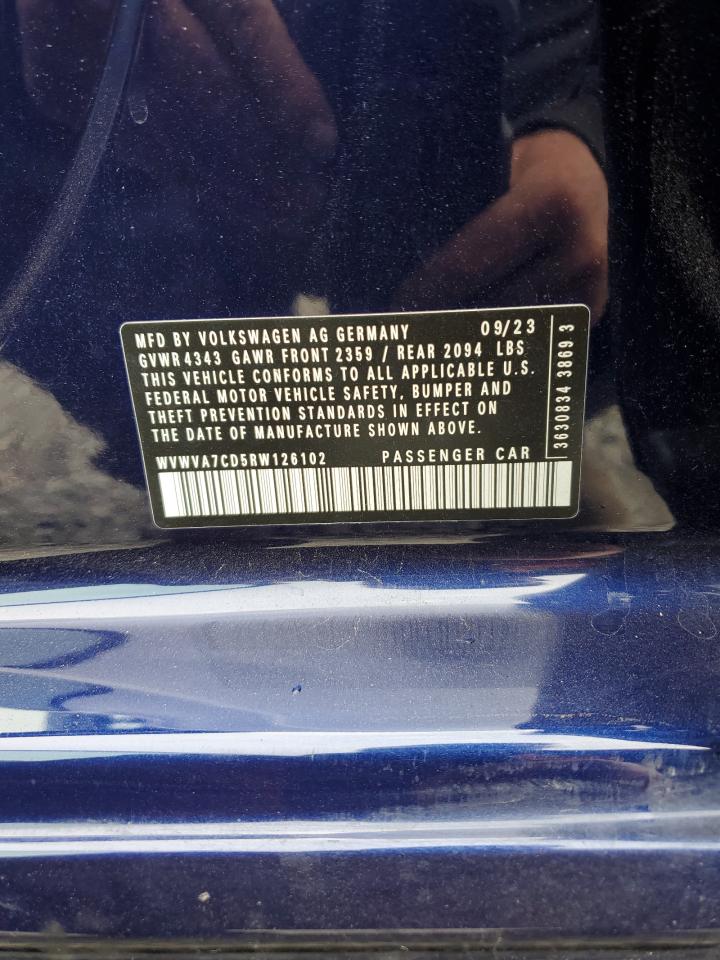 MFD BY VOLKSWAGEN AG GERMANY 09/23
GVWR 4343 GAWR FRONT 2359 / REAR 2094 LBS
THIS VEHICLE CONFORMS TO ALL APPLICABLE U.S.
FEDERAL MOTOR VEHICLE SAFETY, BUMPER AND
THEFT PREVENTION STANDARDS IN EFFECT ON
THE DATE OF MANUFACTURE SHOWN ABOVE.
WVWVA7CD5RW126102 PASSENGER CAR
3630834 3869 3